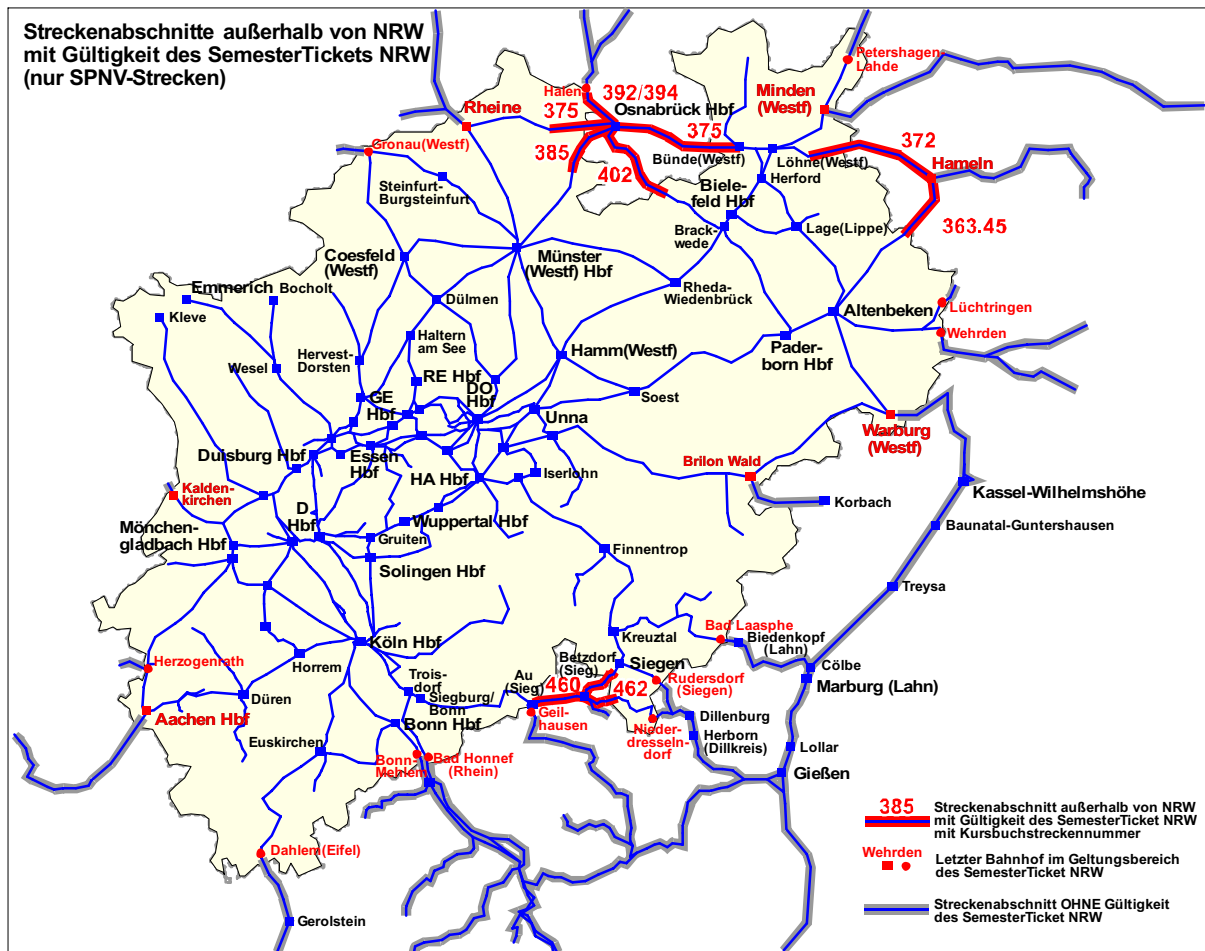 Streckenabschnitte außerhalb von NRW
mit Gültigkeit des SemesterTickets NRW
(nur SPNV-Strecken)
Petershagen-
Lahde
Halen
392/394
Minden
(Westf)
Rheine
375
Osnabrück Hbf
375
372
Gronau(Westf)
385
Bünde(Westf)
Löhne(Westf)
Hameln
402
Herford
Steinfurt-
Burgsteinfurt
Biele-
feld Hbf
363.45
Brack-
wede
Lage(Lippe)
Coesfeld
(Westf)
Münster
(Westf) Hbf
Rheda-
Wiedenbrück
Emmerich
Bocholt
Dülmen
Lüchtringen
Kleve
Altenbeken
Wehrden
Haltern
am See
Hervest-
Dorsten
Hamm(Westf)
Pader-
born Hbf
Wesel
RE Hbf
DO
Hbf
Soest
GE
Hbf
Unna
Warburg
(Westf)
Duisburg Hbf
Essen
Hbf
Brilon Wald
HA Hbf
Iserlohn
Kalden-
kirchen
Korbach
Kassel-Wilhelmshöhe
D
Hbf
Wuppertal Hbf
Baunatal-Guntershausen
Mönchen-
gladbach Hbf
Gruiten
Finnentrop
Solingen Hbf
Treysa
Kreuztal
Bad Laasphe
Biedenkopf
(Lahn)
Köln Hbf
Betzdorf
(Sieg)
Siegen
Cölbe
Herzogenrath
Horrem
Trois-
dorf
Au
(Sieg)
460
462
Rudersdorf
(Siegen)
Marburg (Lahn)
Düren
Siegburg/
Bonn
Aachen Hbf
Bonn Hbf
Geil-
hausen
Nieder-
dresseln-
dorf
Dillenburg
Herborn
(Dillkreis)
Euskirchen
Bonn-
Mehlem
Bad Honnef
(Rhein)
Lollar
Gießen
Dahlem(Eifel)
Gerolstein
385
Streckenabschnitt außerhalb von NRW
mit Gültigkeit des SemesterTicket NRW
mit Kursbuchstreckennummer
Wehrden
Letzter Bahnhof im Geltungsbereich
des SemesterTicket NRW
Streckenabschnitt OHNE Gültigkeit
des SemesterTicket NRW